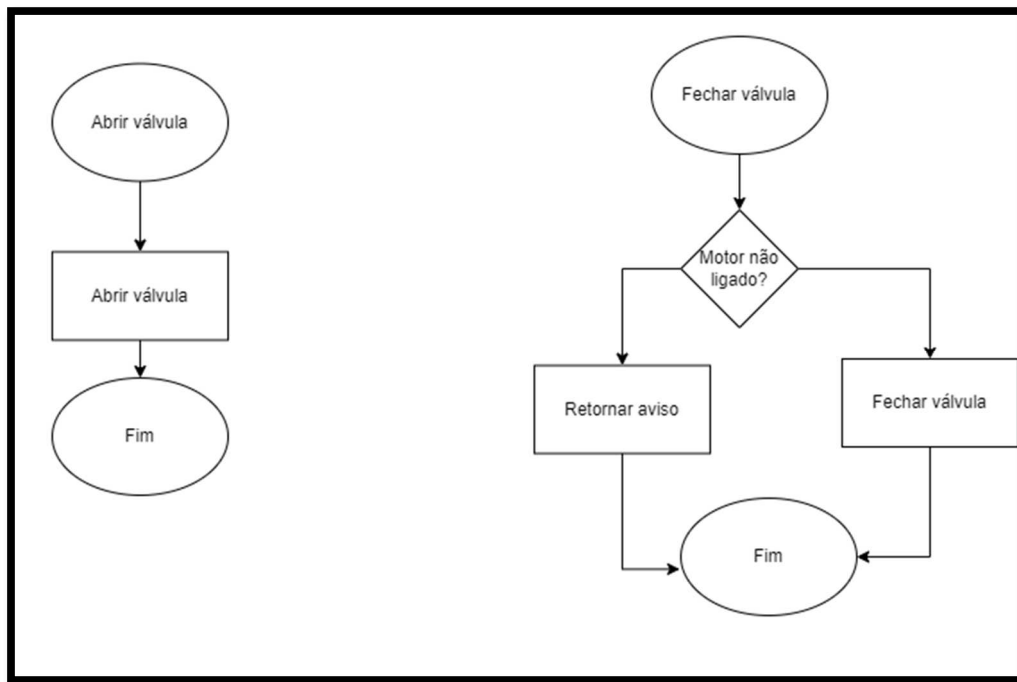 Abrir válvula
Abrir válvula
Fim
Fechar válvula
Motor não
ligado?
Retornar aviso
Fechar válvula
Fim